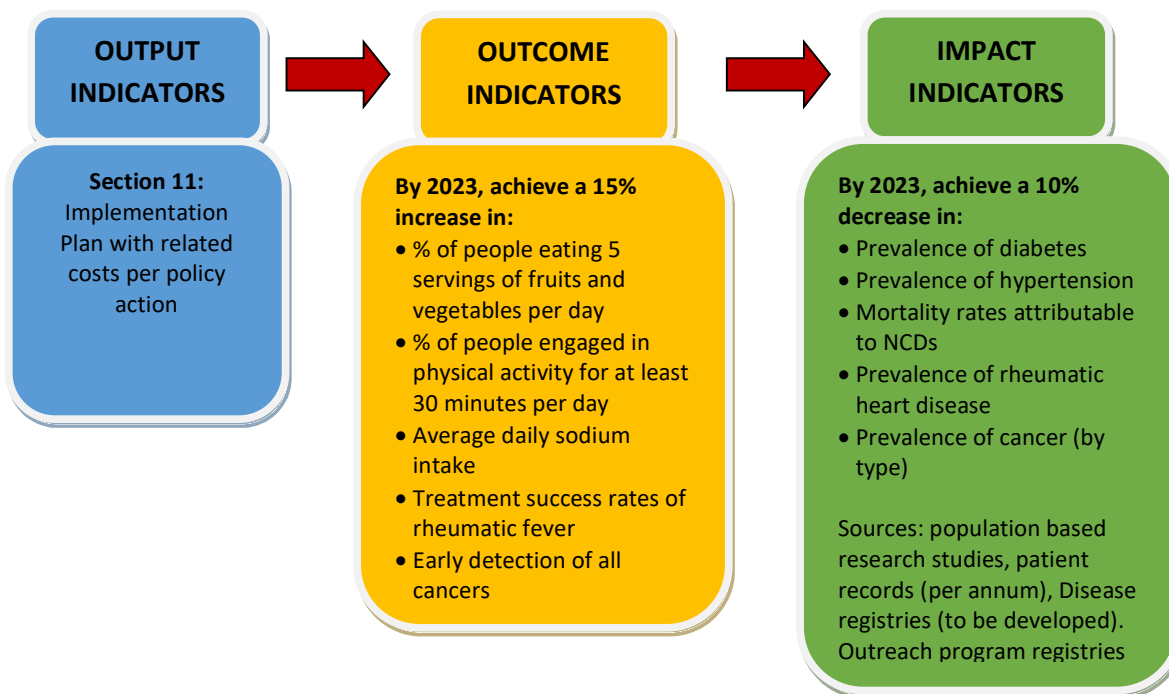 OUTPUT
INDICATORS
Section 11:
Implementation
Plan with related
costs per policy
action
OUTCOME
INDICATORS
By 2023, achieve a 15%
increase in:
• % of people eating 5
servings of fruits and
vegetables per day
• % of people engaged in
physical activity for at least
30 minutes per day
• Average daily sodium
intake
• Treatment success rates of
rheumatic fever
• Early detection of all
cancers
IMPACT
INDICATORS
By 2023, achieve a 10%
decrease in:
• Prevalence of diabetes
• Prevalence of hypertension
• Mortality rates attributable
to NCDs
• Prevalence of rheumatic
heart disease
• Prevalence of cancer (by
type)
Sources: population based
research studies, patient
records (per annum), Disease
registries (to be developed).
Outreach program registries